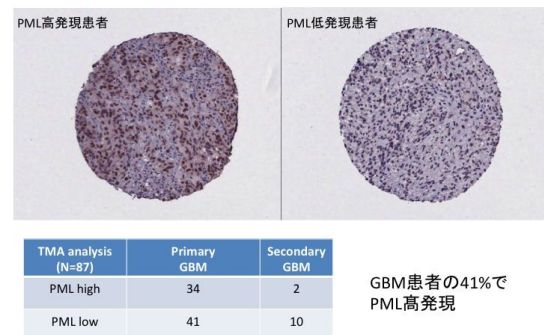 PML高発現患者
PML低発現患者
TMA analysis (N=87) Primary GBM Secondary GBM
PML high 34 2
PML low 41 10
GBM患者の41%で
PML高発現